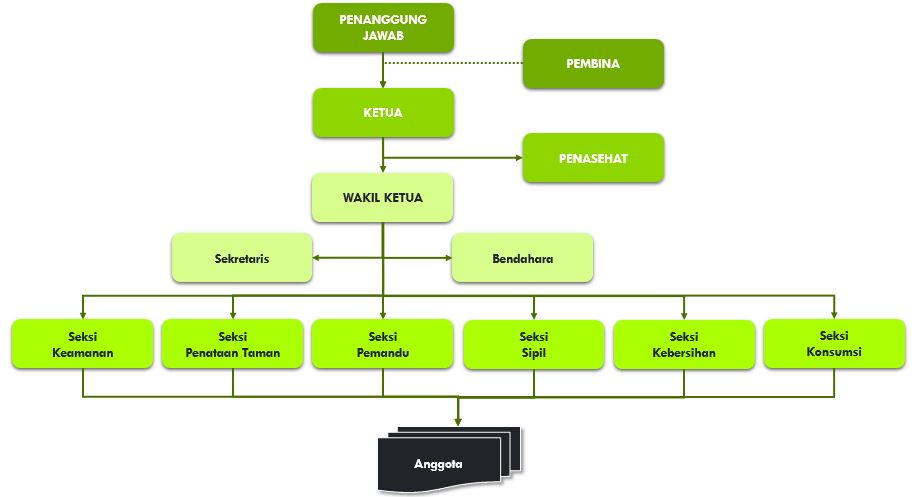 PENANGGUNG
JAWAB
PEMBINA
KETUA
PENASEHAT
WAKIL KETUA
Sekretaris
Bendahara
Seksi
Keamanan
Seksi
Penataan Taman
Seksi
Pemandu
Seksi
Sipil
Seksi
Kebersihan
Seksi
Konsumsi
Anggota